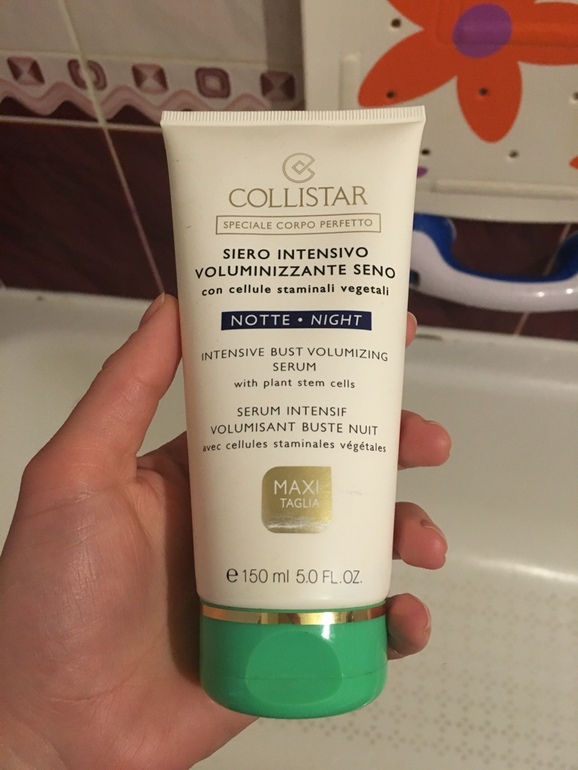 COLLISTAR
SPECIALE CORPO PERFETTO
SIERO INTENSIVO
VOLUMINIZZANTE SENO
con cellule staminali vegetali
NOTTE • NIGHT
INTENSIVE BUST VOLUMIZING
SERUM
with plant stem cells
SERUM INTENSIF
VOLUMISANT BUSTE NUIT
avec cellules staminales végétales
MAXI
TAGLIA
℮ 150 ml 5.0 FL.OZ.